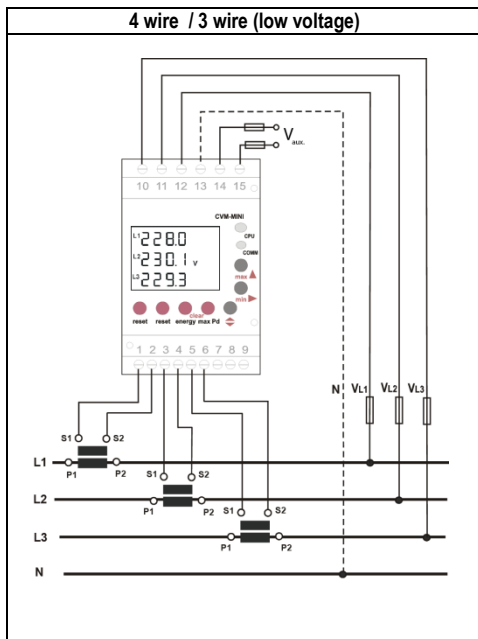 4 wire / 3 wire (low voltage)
V aux.
10 11 12 13 14 15
CVM-MINI
CPU
COMM
L1 228.0
L2 230.1 v
L3 229.3
max
min
clear
reset reset energy max Pd
1 2 3 4 5 6 7 8 9
N VL1 VL2 VL3
S1 S2
L1 P1 P2
S1 S2
L2 P1 P2
S1 S2
L3 P1 P2
N